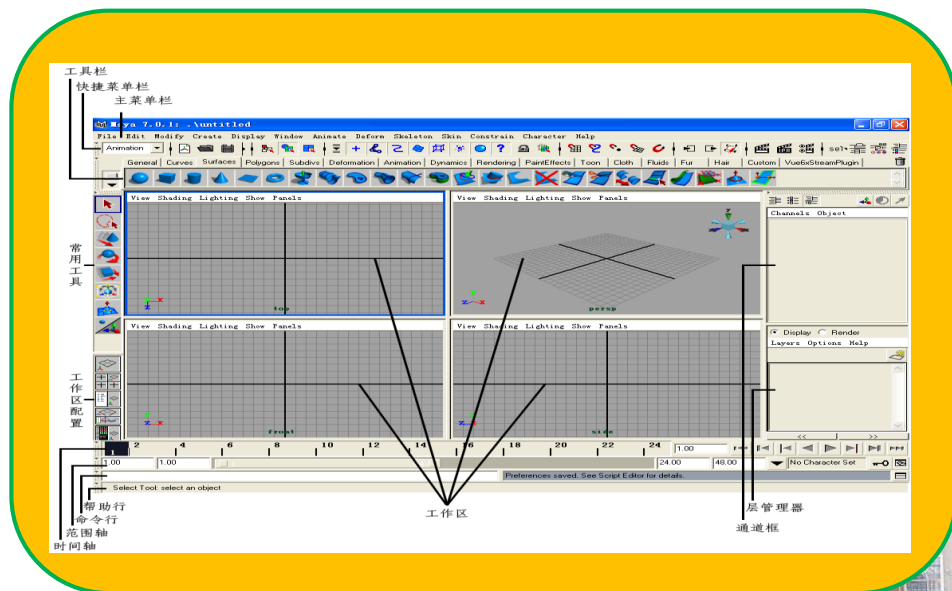 工具栏
快捷菜单栏
主菜单栏
Maya 7.0.1: .\untitled
File Edit Modify Create Display Window Animate Deform Skeleton Skin Constrain Character Help
Animation
sel
General Curves Surfaces Polygons Subdivs Deformation Animation Dynamics Rendering PaintEffects Toon Cloth Fluids Fur Hair Custom Vue6xStreamPlugin
View Shading Lighting Show Panels
View Shading Lighting Show Panels
Channels Object
常用工具
top
persp
View Shading Lighting Show Panels
View Shading Lighting Show Panels
Display Render
Layers Options Help
工作区配置
front
side
<< >>
1 2 4 6 8 10 12 14 16 18 20 22 24 1.00
1.00 1.00 24.00 48.00 No Character Set
Preferences saved. See Script Editor for details.
Select Tool: select an object
帮助行
命令行
范围轴
时间轴
工作区
层管理器
通道框